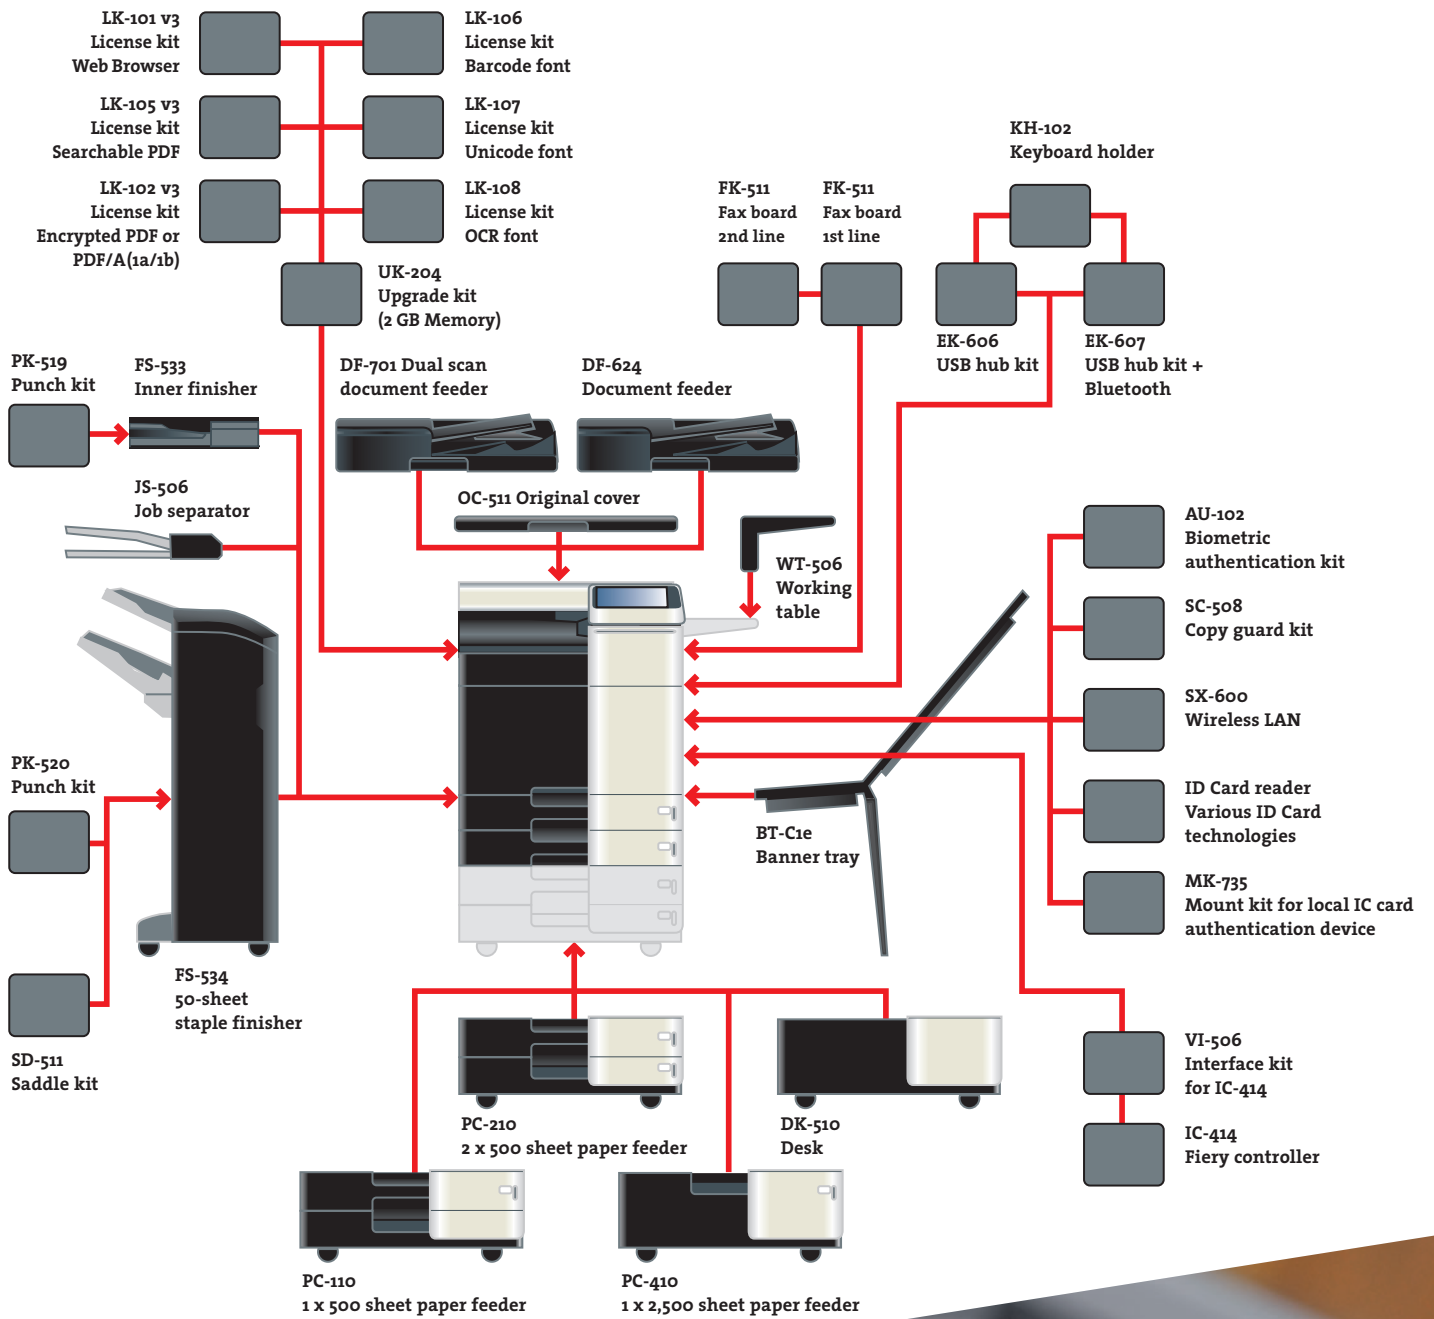 LK-101 v3
License kit
Web Browser
LK-106
License kit
Barcode font
LK-105 v3
License kit
Searchable PDF
LK-107
License kit
Unicode font
LK-102 v3
License kit
Encrypted PDF or
PDF/A(1a/1b)
LK-108
License kit
OCR font
UK-204
Upgrade kit
(2 GB Memory)
KH-102
Keyboard holder
FK-511
Fax board
2nd line
FK-511
Fax board
1st line
EK-606
USB hub kit
EK-607
USB hub kit +
Bluetooth
PK-519
Punch kit
FS-533
Inner finisher
DF-701 Dual scan
document feeder
DF-624
Document feeder
JS-506
Job separator
OC-511 Original cover
WT-506
Working
table
AU-102
Biometric
authentication kit
SC-508
Copy guard kit
SX-600
Wireless LAN
ID Card reader
Various ID Card
technologies
MK-735
Mount kit for local IC card
authentication device
PK-520
Punch kit
BT-C1e
Banner tray
FS-534
50-sheet
staple finisher
SD-511
Saddle kit
VI-506
Interface kit
for IC-414
IC-414
Fiery controller
PC-210
2 x 500 sheet paper feeder
DK-510
Desk
PC-110
1 x 500 sheet paper feeder
PC-410
1 x 2,500 sheet paper feeder